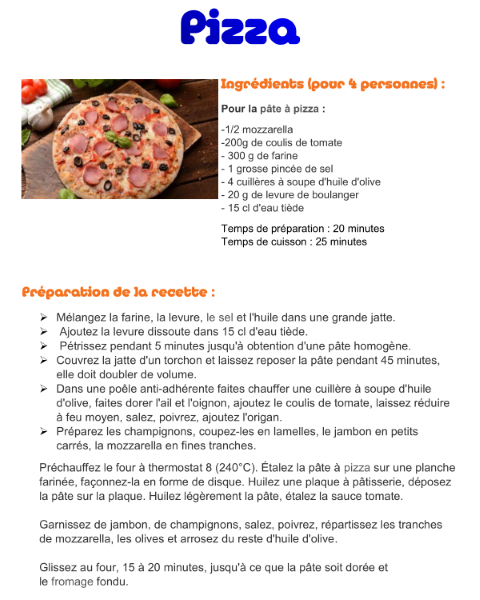 Pizza
Ingrédients (pour 4 personnes) :
Pour la pâte à pizza :
-1/2 mozzarella
-200g de coulis de tomate
- 300 g de farine
- 1 grosse pincée de sel
- 4 cuillères à soupe d'huile d'olive
- 20 g de levure de boulanger
- 15 cl d'eau tiède
Temps de préparation : 20 minutes
Temps de cuisson : 25 minutes
Préparation de la recette :
➢ Mélangez la farine, la levure, le sel et l'huile dans une grande jatte.
➢ Ajoutez la levure dissoute dans 15 cl d'eau tiède.
➢ Pétrissez pendant 5 minutes jusqu'à obtention d'une pâte homogène.
➢ Couvrez la jatte d'un torchon et laissez reposer la pâte pendant 45 minutes,
elle doit doubler de volume.
➢ Dans une poêle anti-adhérente faites chauffer une cuillère à soupe d'huile
d'olive, faites dorer l'ail et l'oignon, ajoutez le coulis de tomate, laissez réduire
à feu moyen, salez, poivrez, ajoutez l'origan.
➢ Préparez les champignons, coupez-les en lamelles, le jambon en petits
carrés, la mozzarella en fines tranches.
Préchauffez le four à thermostat 8 (240°C). Étalez la pâte à pizza sur une planche
farinée, façonnez-la en forme de disque. Huilez une plaque à pâtisserie, déposez
la pâte sur la plaque. Huilez légèrement la pâte, étalez la sauce tomate.
Garnissez de jambon, de champignons, salez, poivrez, répartissez les tranches
de mozzarella, les olives et arrosez du reste d'huile d'olive.
Glissez au four, 15 à 20 minutes, jusqu'à ce que la pâte soit dorée et
le fromage fondu.